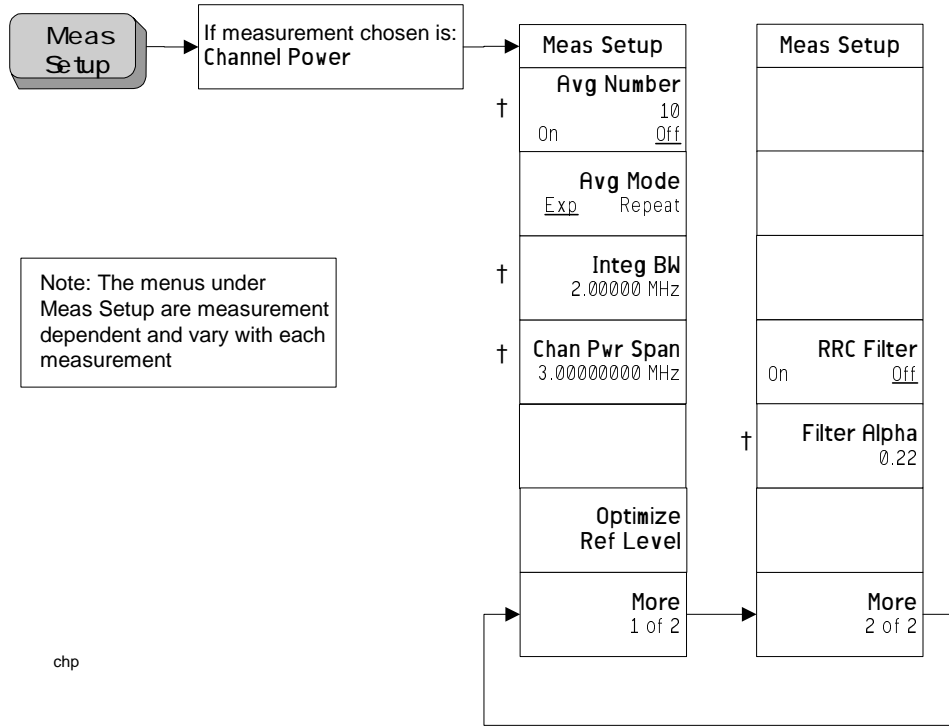 Meas
Setup
If measurement chosen is:
Channel Power
Meas Setup
† Avg Number
10
On Off
Avg Mode
Exp Repeat
† Integ BW
2.00000 MHz
† Chan Pwr Span
3.00000000 MHz
Optimize
Ref Level
More
1 of 2
Meas Setup
RRC Filter
On Off
† Filter Alpha
0.22
More
2 of 2
Note: The menus under
Meas Setup are measurement
dependent and vary with each
measurement
chp